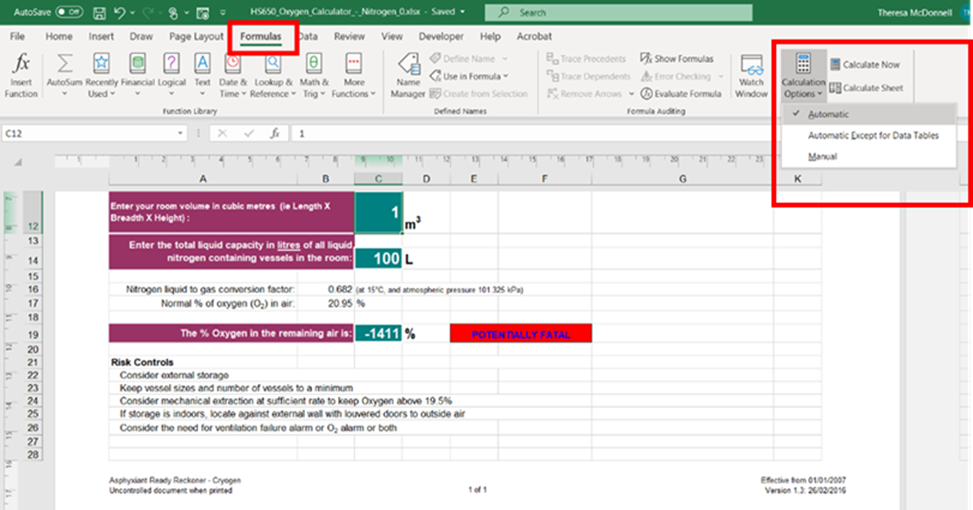 AutoSave Off HS650_Oxygen_Calculator_-_Nitrogen_0.xlsx - Saved Search Theresa McDonnell
File Home Insert Draw Page Layout Formulas Data Review View Developer Help Acrobat
Insert Function
AutoSum
Recently Used
Financial
Logical
Text
Date & Time
Lookup & Reference
Math & Trig
More Functions
Function Library
Name Manager
Define Name
Use in Formula
Create from Selection
Defined Names
Trace Precedents
Trace Dependents
Remove Arrows
Show Formulas
Error Checking
Evaluate Formula
Formula Auditing
Watch Window
Calculation Options
Calculate Now
Calculate Sheet
Automatic
Automatic Except for Data Tables
Manual
C12 fx 1
A B C D E F G K
12 Enter your room volume in cubic metres (ie Length X
Breadth X Height) : 1 m3
13
14 Enter the total liquid capacity in litres of all liquid
nitrogen containing vessels in the room: 100 L
15
16 Nitrogen liquid to gas conversion factor: 0.682 (at 15°C, and atmospheric pressure 101.325 kPa)
17 Normal % of oxygen (O2) in air: 20.95 %
18
19 The % Oxygen in the remaining air is: -1411 % POTENTIALLY FATAL
20
21 Risk Controls
22 Consider external storage
23 Keep vessel sizes and number of vessels to a minimum
24 Consider mechanical extraction at sufficient rate to keep Oxygen above 19.5%
25 If storage is indoors, locate against external wall with louvered doors to outside air
26 Consider the need for ventilation failure alarm or O2 alarm or both
27
28
Asphyxiant Ready Reckoner - Cryogen
Uncontrolled document when printed
1 of 1
Effective from 01/01/2007
Version 1.3: 26/02/2016